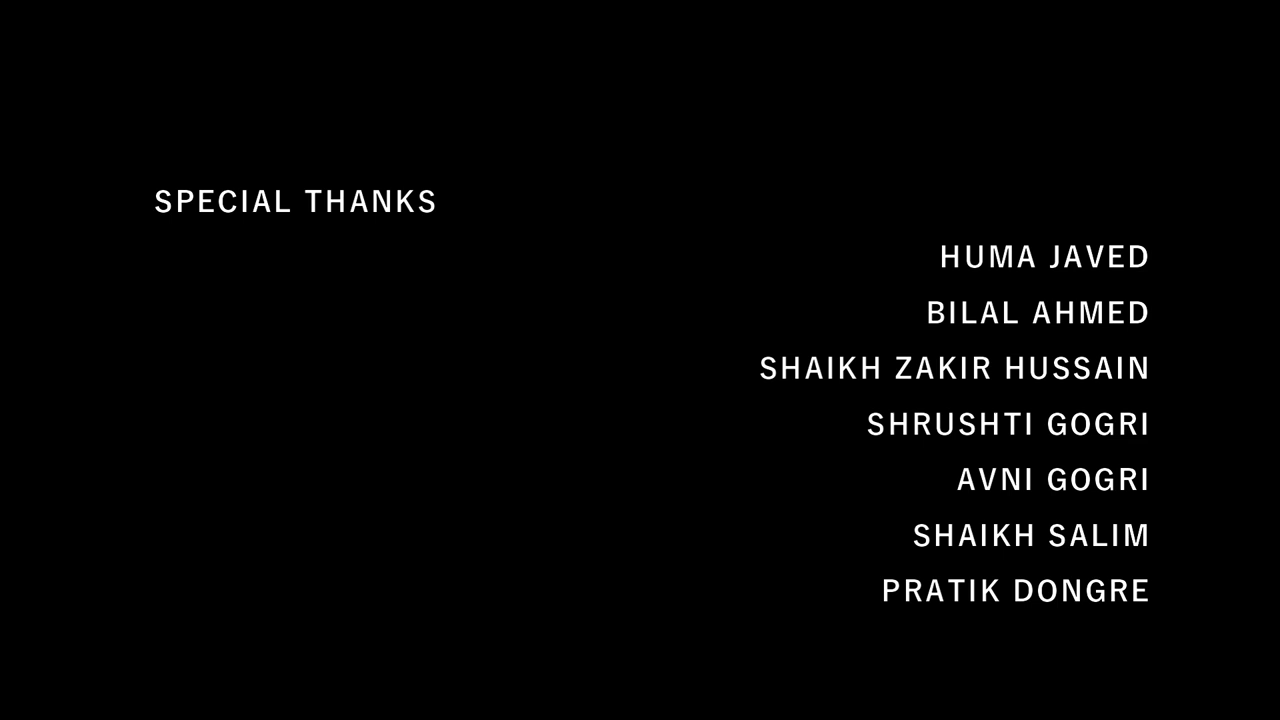 SPECIAL THANKS
HUMA JAVED
BILAL AHMED
SHAIKH ZAKIR HUSSAIN
SHRUSHTI GOGRI
AVNI GOGRI
SHAIKH SALIM
PRATIK DONGRE